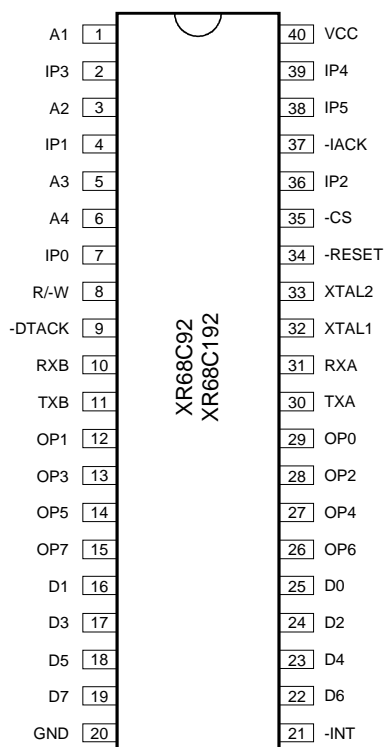 A1 1 40 VCC
IP3 2 39 IP4
A2 3 38 IP5
IP1 4 37 -IACK
A3 5 36 IP2
A4 6 35 -CS
IP0 7 34 -RESET
R/-W 8 33 XTAL2
-DTACK 9 32 XTAL1
RXB 10 31 RXA
TXB 11 30 TXA
OP1 12 29 OP0
OP3 13 28 OP2
OP5 14 27 OP4
OP7 15 26 OP6
D1 16 25 D0
D3 17 24 D2
D5 18 23 D4
D7 19 22 D6
GND 20 21 -INT
XR68C92
XR68C192